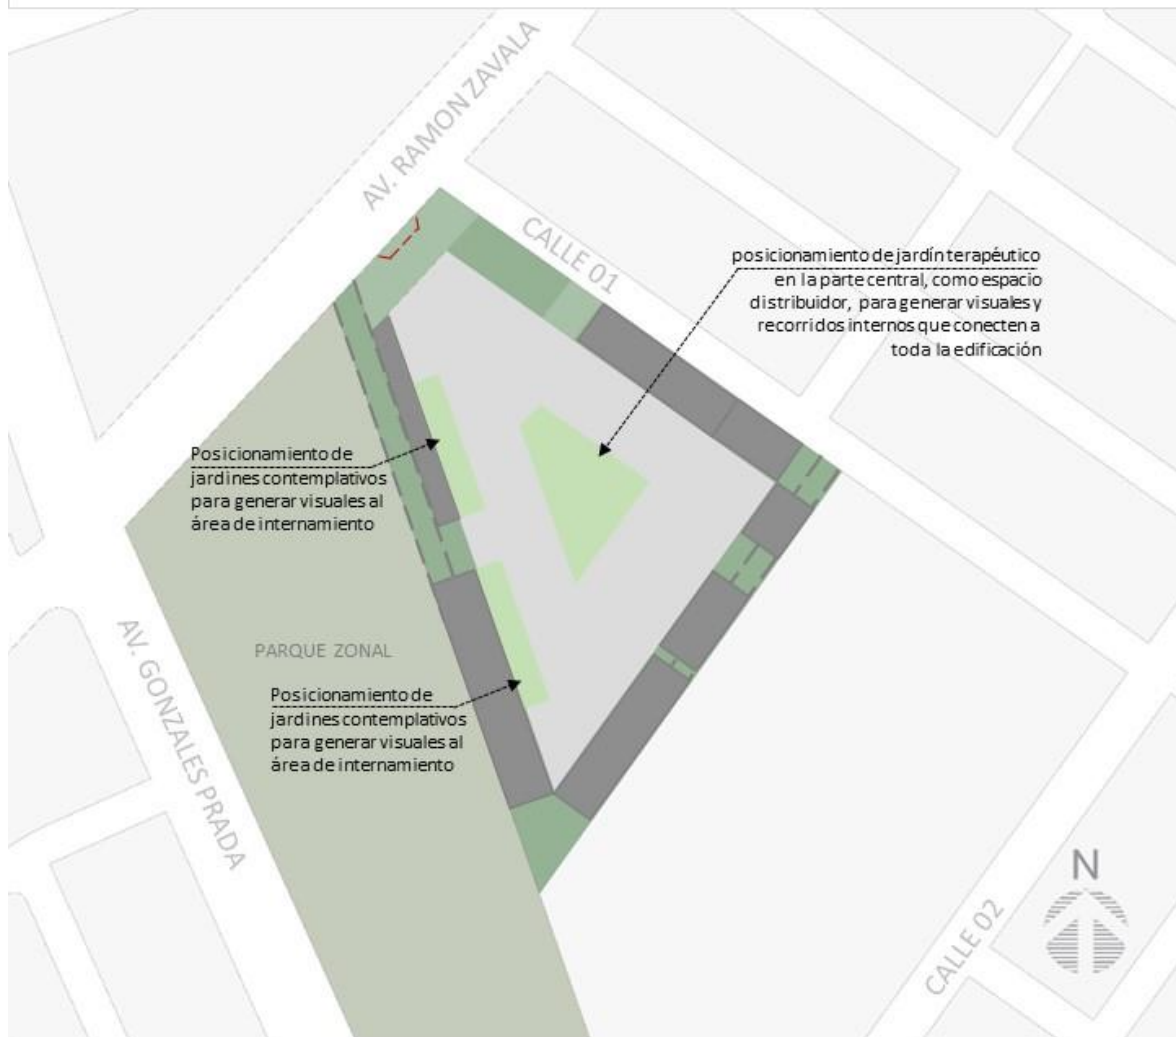 AV. RAMON ZAVALA
CALLE 01
posicionamiento de jardín terapéutico
en la parte central, como espacio
distribuidor, para generar visuales y
recorridos internos que conecten a
toda la edificación
Posicionamiento de
jardines contemplativos
para generar visuales al
área de internamiento
PARQUE ZONAL
Posicionamiento de
jardines contemplativos
para generar visuales al
área de internamiento
AV. GONZALES PRADA
N
CALLE 02